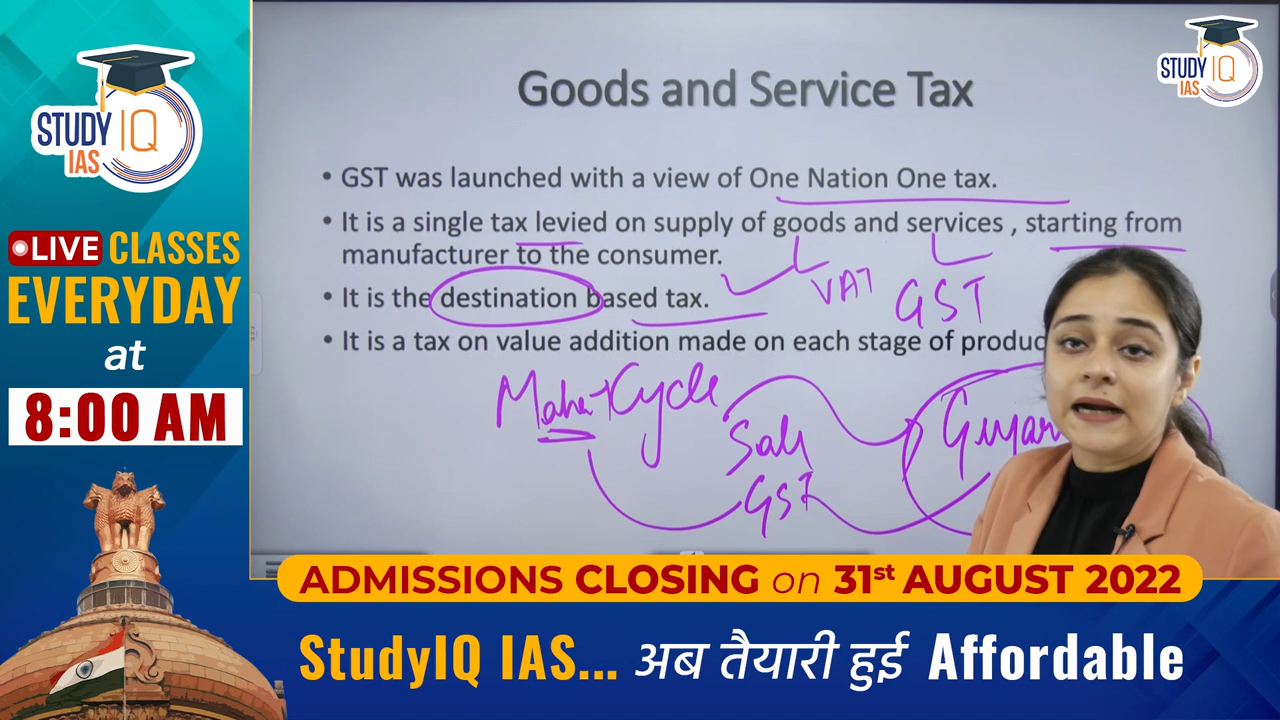 STUDY IQ
IAS
LIVE CLASSES
EVERYDAY
at
8:00 AM
STUDY IQ
IAS
Goods and Service Tax
• GST was launched with a view of One Nation One tax.
• It is a single tax levied on supply of goods and services , starting from
manufacturer to the consumer.
• It is the destination based tax.
VAT
GST
• It is a tax on value addition made on each stage of produc
Maha
Cycle
Gujar
GST
ADMISSIONS CLOSING on 31st AUGUST 2022
StudyIQ IAS... अब तैयारी हुई Affordable